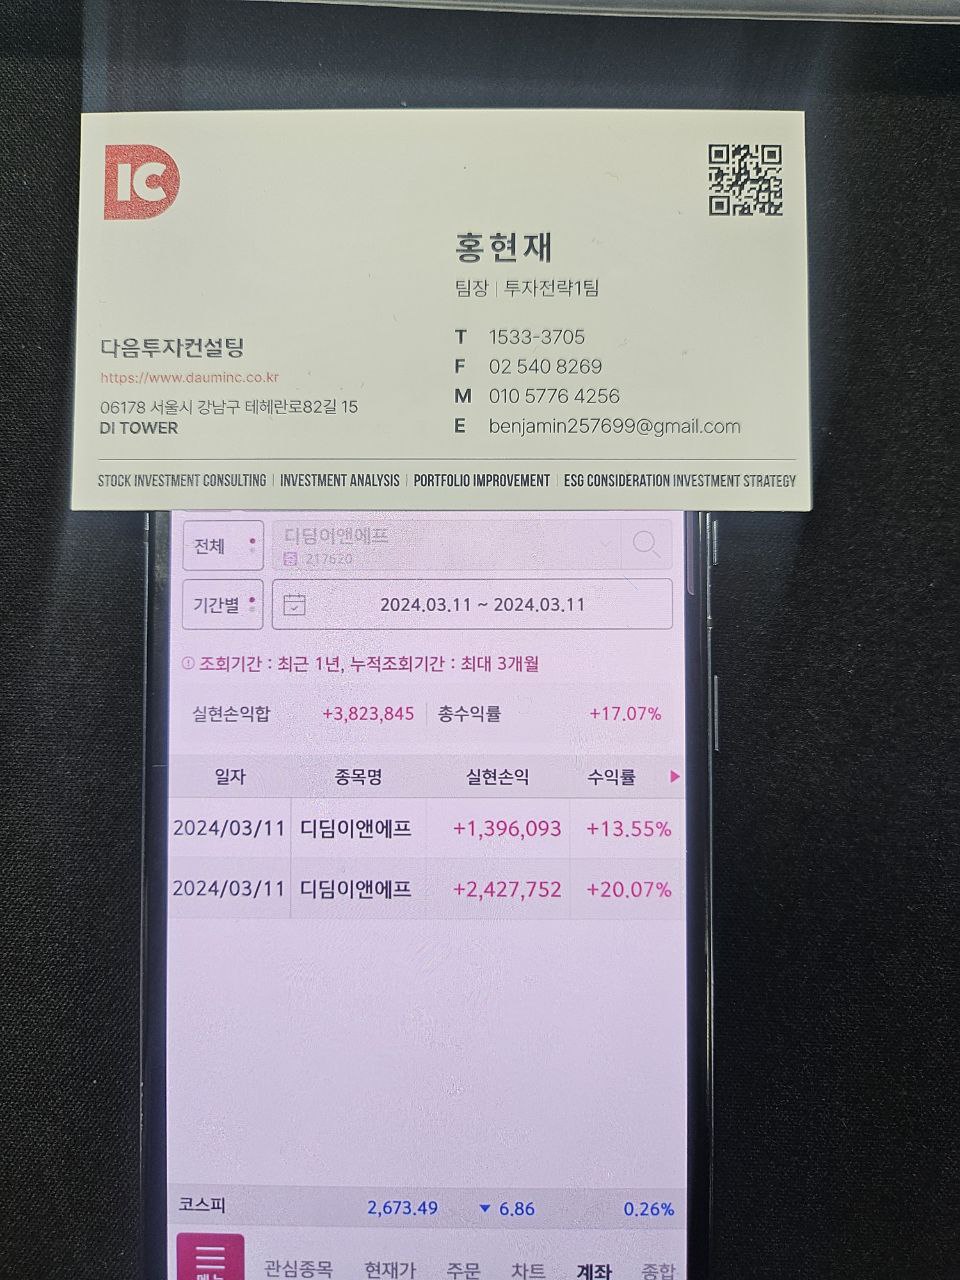 IC
홍현재
팀장 | 투자전략1팀
T 1533-3705
F 02 540 8269
M 010 5776 4256
E benjamin257699@gmail.com
다음투자컨설팅
https://www.dauminc.co.kr
06178 서울시 강남구 테헤란로82길 15
DI TOWER
STOCK INVESTMENT CONSULTING | INVESTMENT ANALYSIS | PORTFOLIO IMPROVEMENT | ESG CONSIDERATION INVESTMENT STRATEGY
전체 디딤이앤에프
증 217620
기간별 2024.03.11 ~ 2024.03.11
조회기간 : 최근 1년, 누적조회기간 : 최대 3개월
실현손익합 +3,823,845 총수익률 +17.07%
일자 종목명 실현손익 수익률
2024/03/11 디딤이앤에프 +1,396,093 +13.55%
2024/03/11 디딤이앤에프 +2,427,752 +20.07%
코스피 2,673.49 ▼ 6.86 0.26%
메뉴 관심종목 현재가 주문 차트 계좌 종합